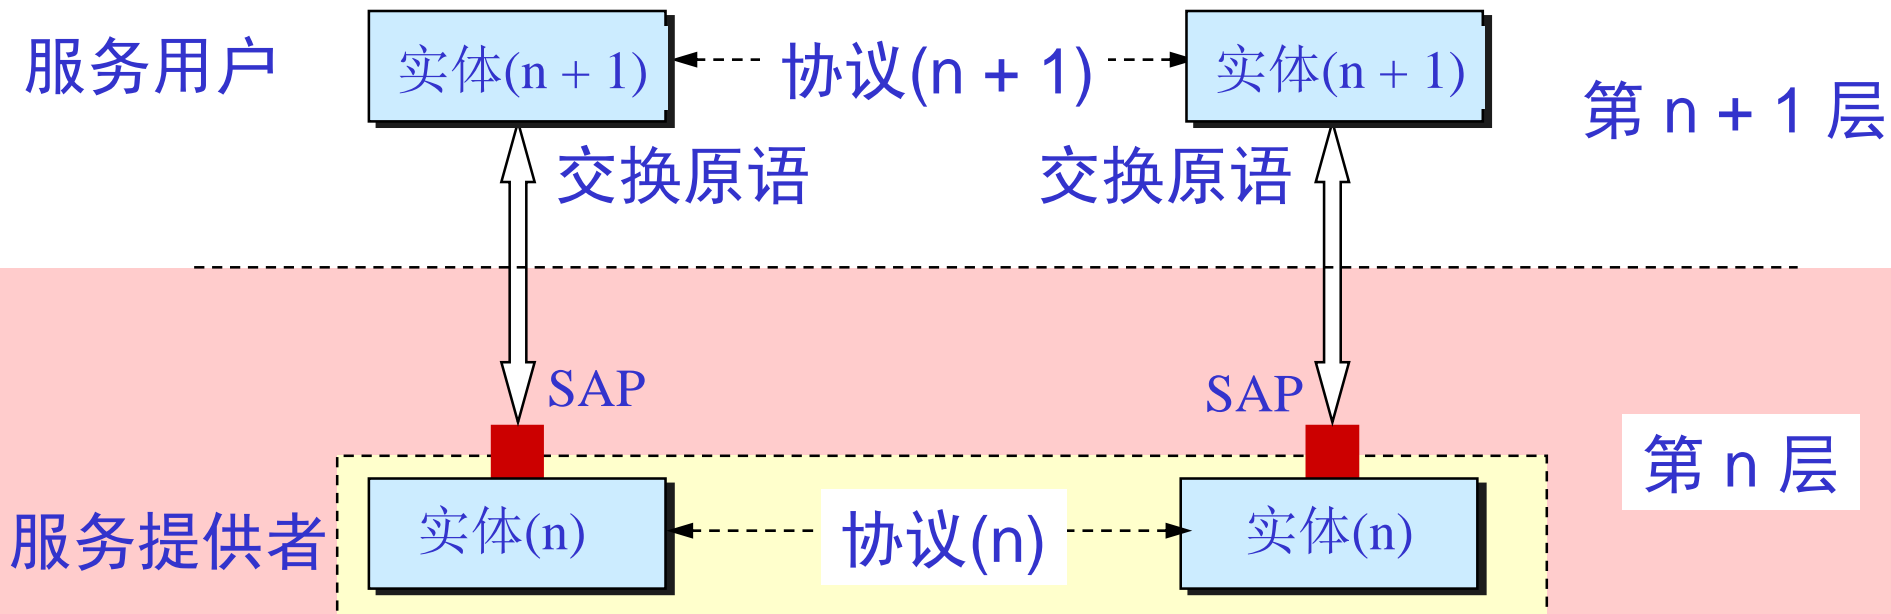 服务用户
实体(n + 1)
协议(n + 1)
实体(n + 1)
第 n + 1 层
交换原语
交换原语
SAP
SAP
第 n 层
服务提供者
实体(n)
协议(n)
实体(n)